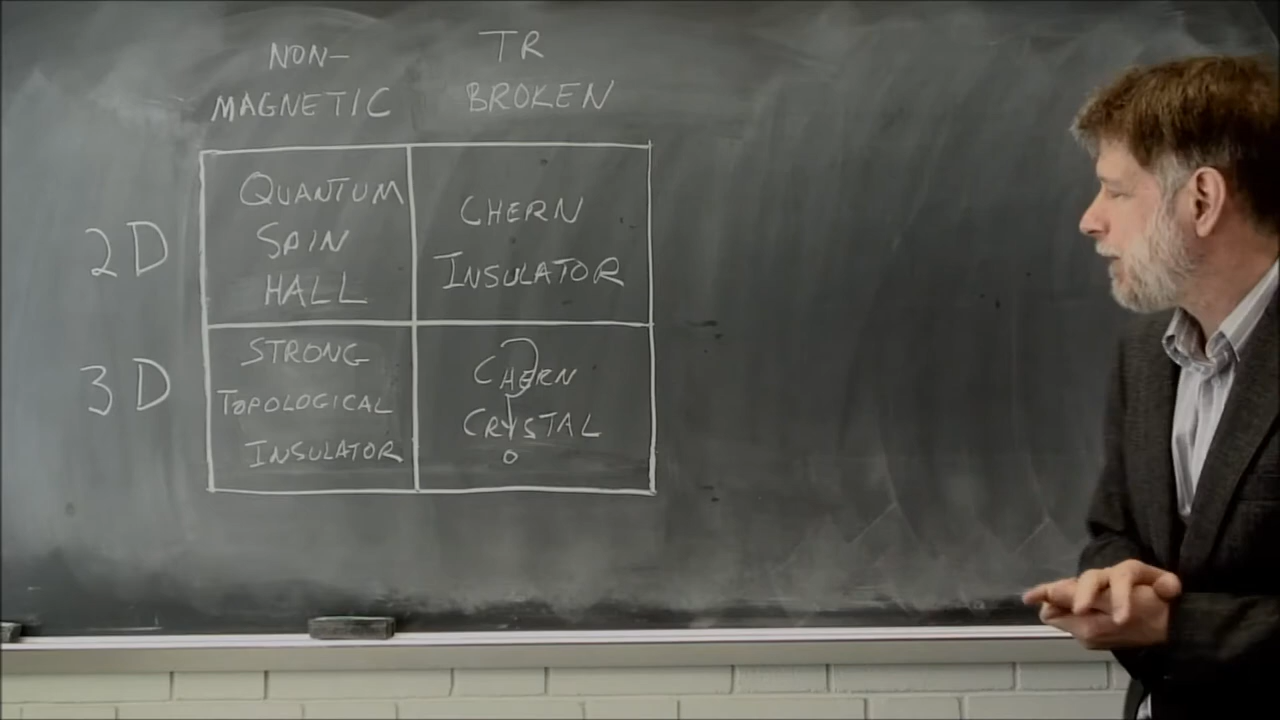 NON-
MAGNETIC
TR
BROKEN
2D
QUANTUM
SPIN
HALL
CHERN
INSULATOR
3D
STRONG
TOPOLOGICAL
INSULATOR
CHERN
CRYSTAL
?